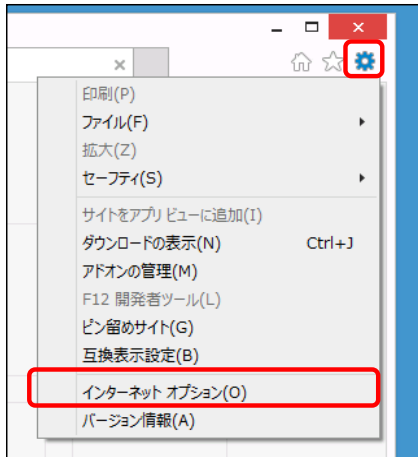 印刷(P)
ファイル(F)
拡大(Z)
セーフティ(S)
サイトをアプリ ビューに追加(I)
ダウンロードの表示(N) Ctrl+J
アドオンの管理(M)
F12 開発者ツール(L)
ピン留めサイト(G)
互換表示設定(B)
インターネット オプション(O)
バージョン情報(A)